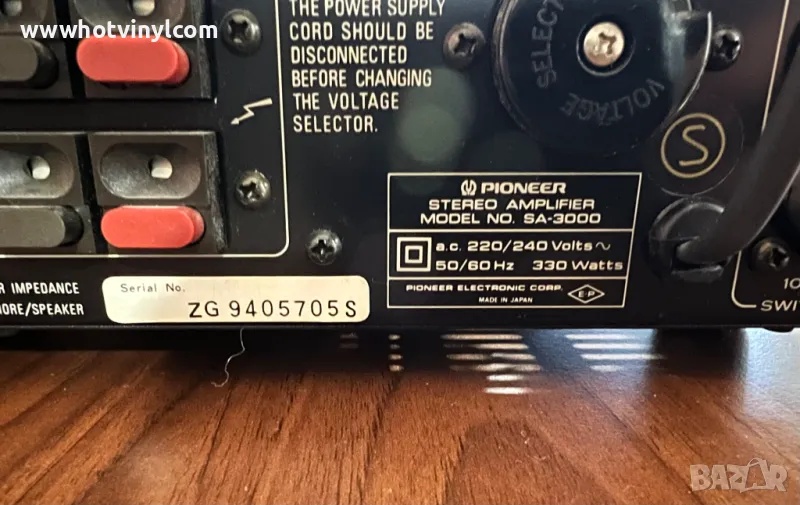 www.whotvinyl.com
THE POWER SUPPLY
CORD SHOULD BE
DISCONNECTED
BEFORE CHANGING
THE VOLTAGE
SELECTOR.
VOLTAGE SELECT
S
PIONEER
STEREO AMPLIFIER
MODEL NO. SA-3000
a.c. 220/240 Volts~
50/60 Hz 330 Watts
PIONEER ELECTRONIC CORP.
MADE IN JAPAN
E-P
R IMPEDANCE
MORE/SPEAKER
Serial No.
ZG 9405705S
10
SWI
BAZAR